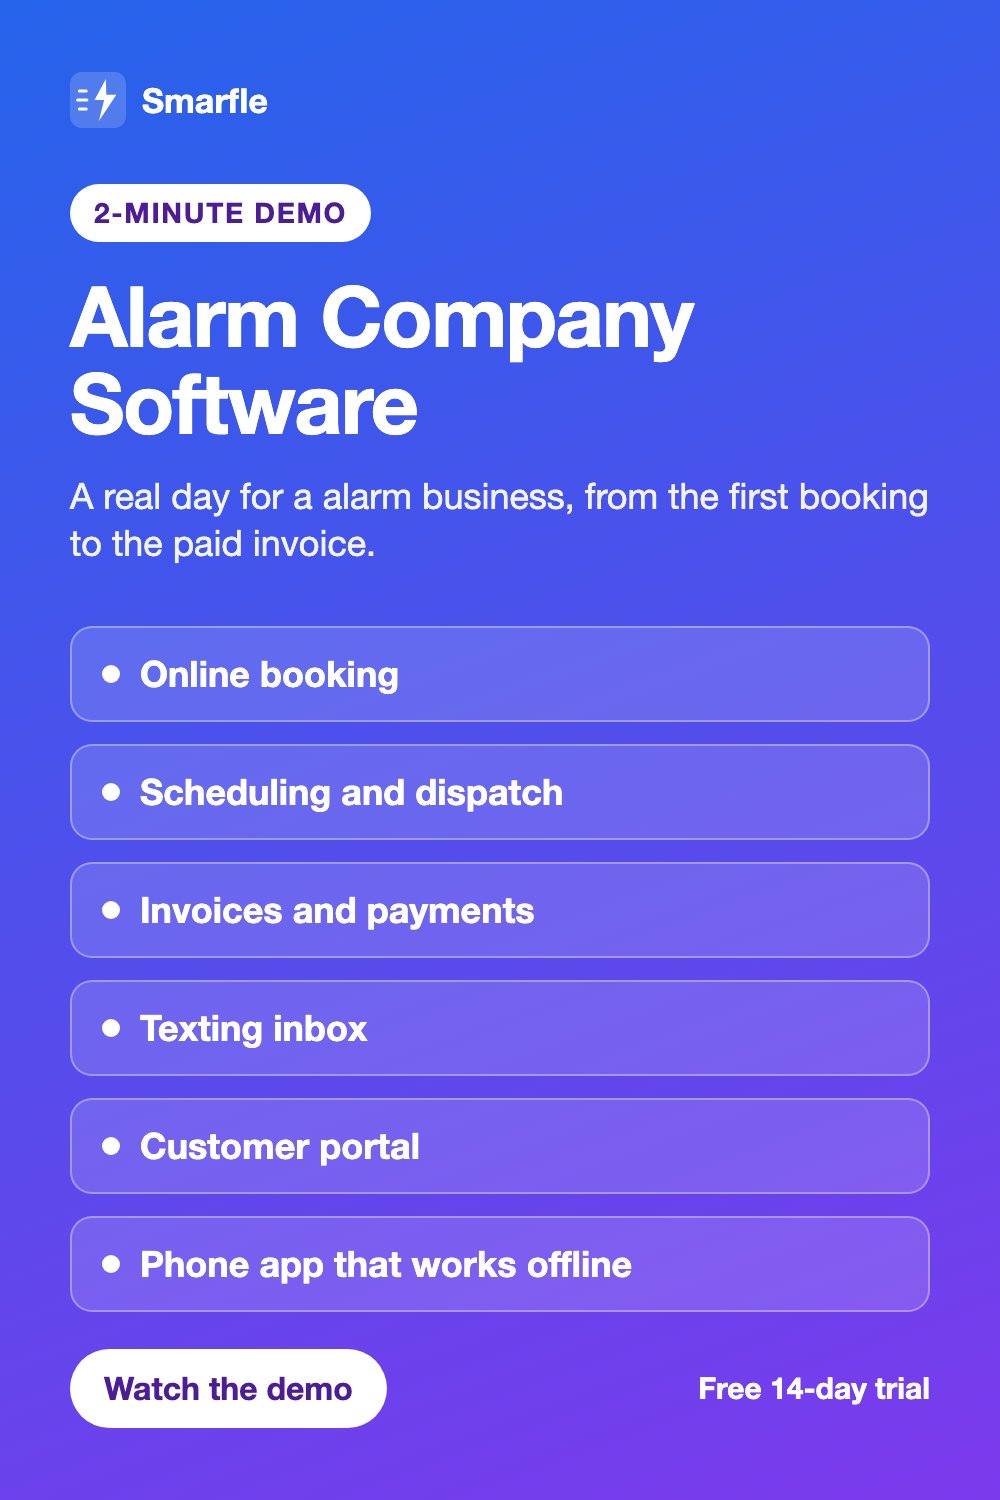 Smarfle
2-MINUTE DEMO
Alarm Company
Software
A real day for a alarm business, from the first booking
to the paid invoice.
Online booking
Scheduling and dispatch
Invoices and payments
Texting inbox
Customer portal
Phone app that works offline
Watch the demo
Free 14-day trial